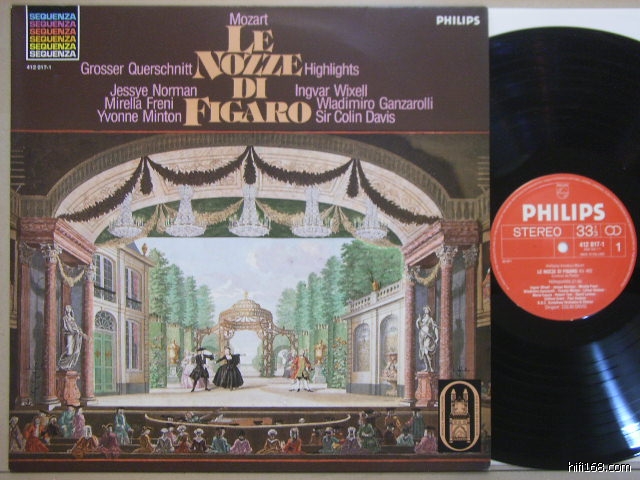 SEQUENZA
SEQUENZA
SEQUENZA
SEQUENZA
SEQUENZA
SEQUENZA
412 017-1
Mozart
PHILIPS
LE
NOZZE
DI
FIGARO
Grosser Querschnitt
Highlights
Jessye Norman
Mirella Freni
Yvonne Minton
Ingvar Wixell
Wladimiro Ganzarolli
Sir Colin Davis
PHILIPS
STEREO
33⅓
412 017-1
1
LE NOZZE DI FIGARO
hifi168.com